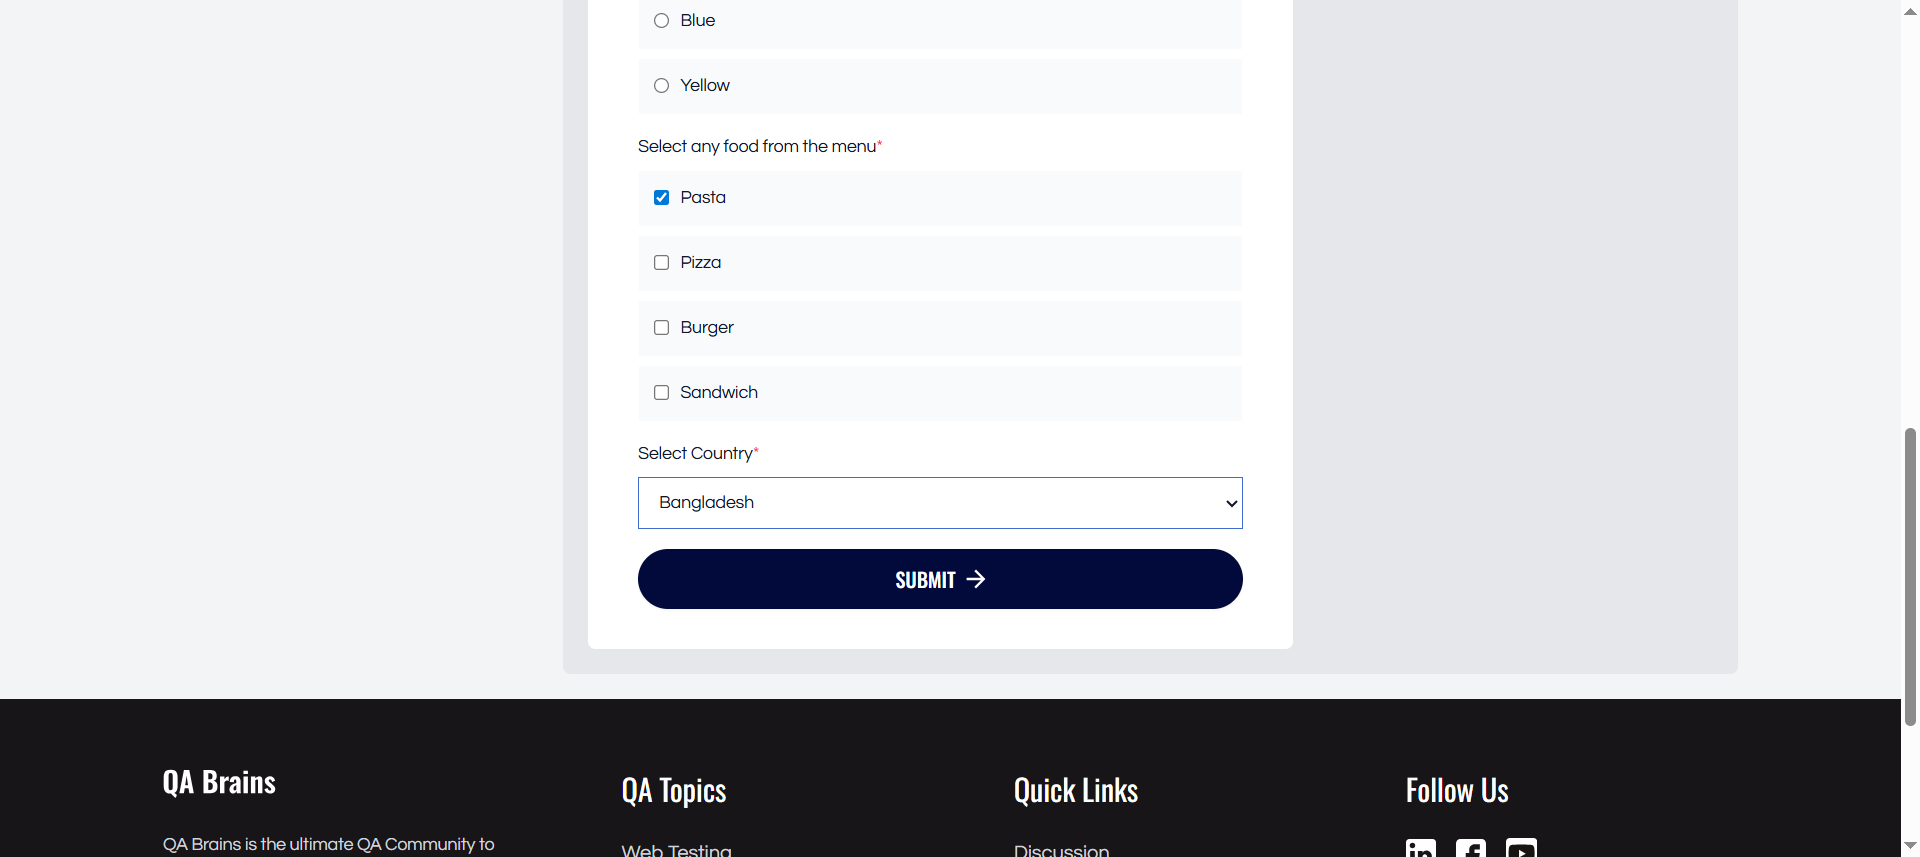 Blue
Yellow
Select any food from the menu*
Pasta
Pizza
Burger
Sandwich
Select Country*
Bangladesh
SUBMIT →
QA Brains
QA Brains is the ultimate QA Community to
QA Topics
Web Testing
Quick Links
Discussion
Follow Us